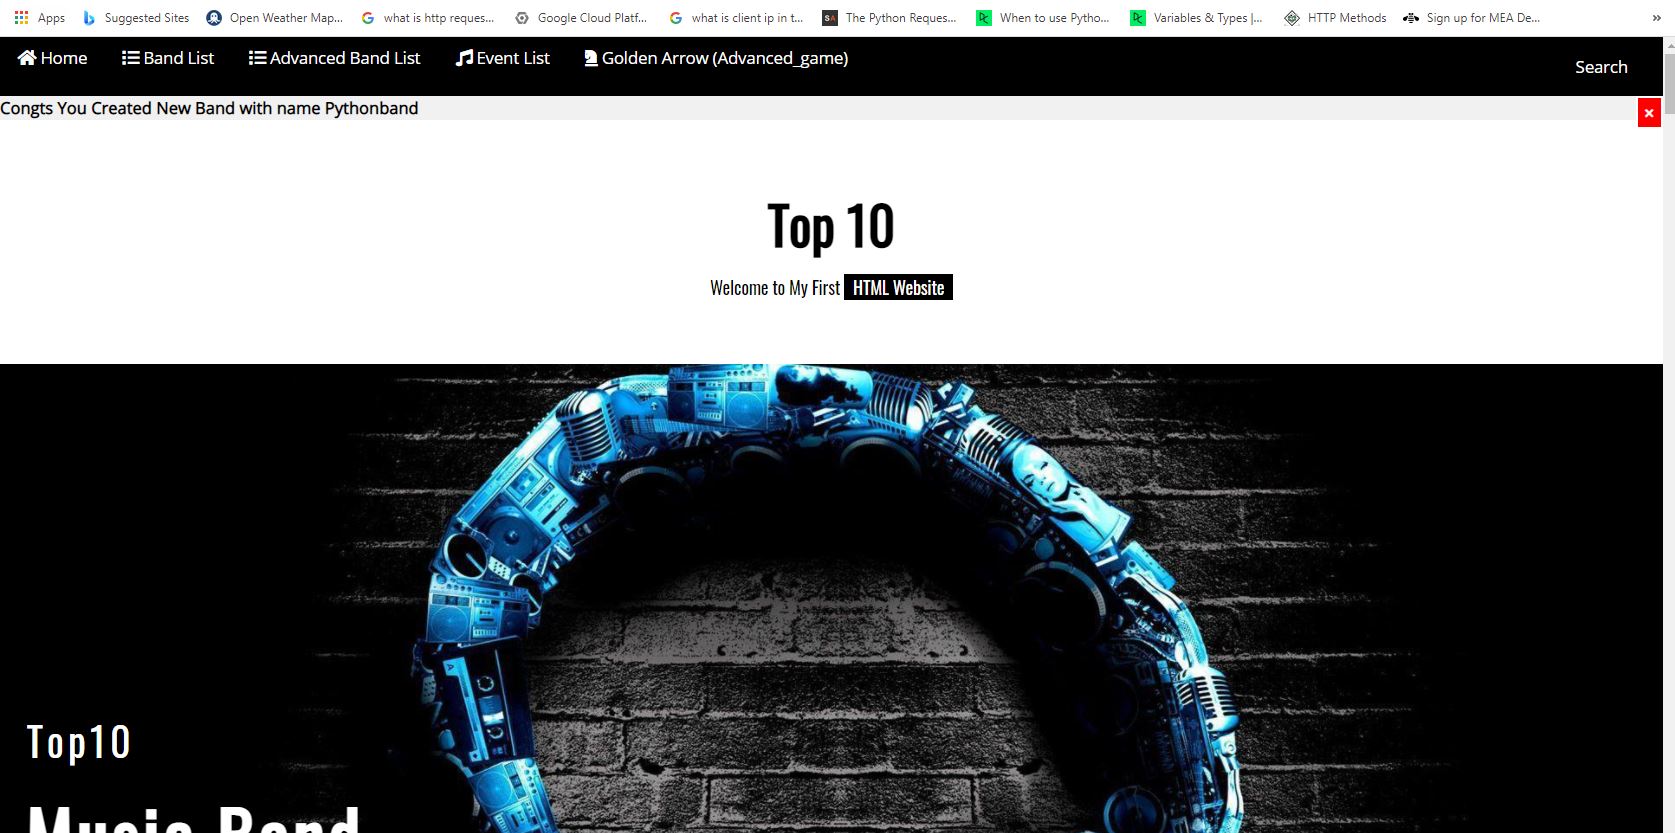 Apps Suggested Sites Open Weather Map... what is http reques... Google Cloud Platf... what is client ip in t... The Python Reques... When to use Pytho... Variables & Types |... HTTP Methods Sign up for MEA De... »
Home Band List Advanced Band List Event List Golden Arrow (Advanced_game) Search
Congts You Created New Band with name Pythonband
Top 10
Welcome to My First HTML Website
Top10
Music Band